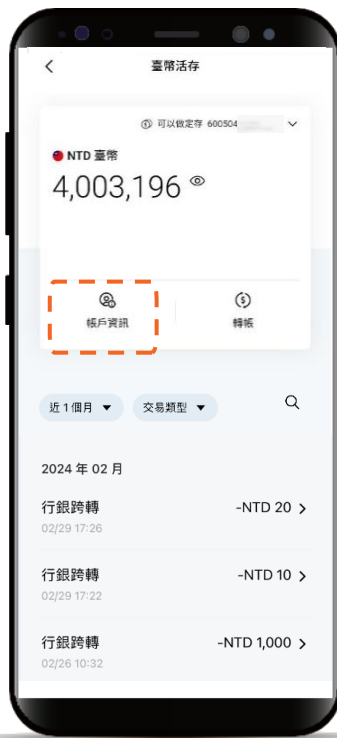 臺幣活存
可以做定存 600504
NTD 臺幣
4,003,196
帳戶資訊
轉帳
近 1 個月
交易類型
2024 年 02 月
行銀跨轉 -NTD 20
02/29 17:26
行銀跨轉 -NTD 10
02/29 17:22
行銀跨轉 -NTD 1,000
02/26 10:32